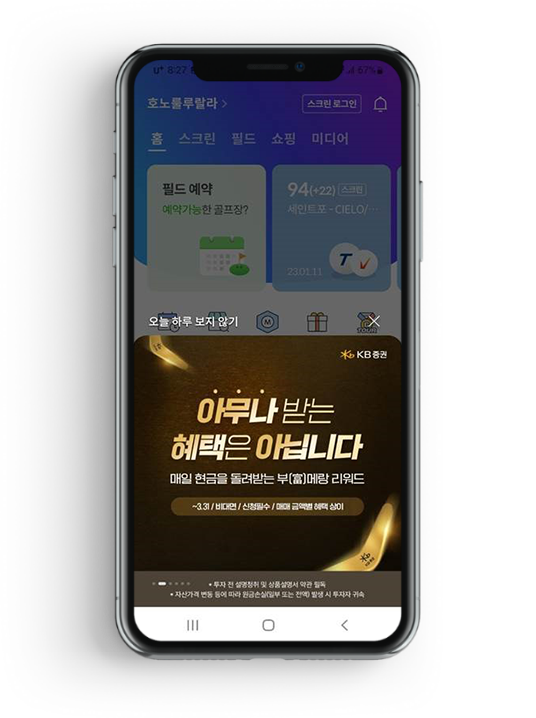 U+ 8:27
67%
호노룰루랄라 >
스크린 로그인
홈 스크린 필드 쇼핑 미디어
필드 예약
예약가능한 골프장?
94(+22) 스크린
세인트포 - CIELO/ ...
23.01.11
T
오늘 하루 보지 않기
M
TOUR
KB증권
아무나 받는
혜택은 아닙니다
매일 현금을 돌려받는 부(富)메랑 리워드
~3.31 / 비대면 / 신청필수 / 매매 금액별 혜택 상이
• 투자 전 설명청취 및 상품설명서 약관 필독
• 자산가격 변동 등에 따라 원금손실(일부 또는 전액) 발생 시 투자자 귀속